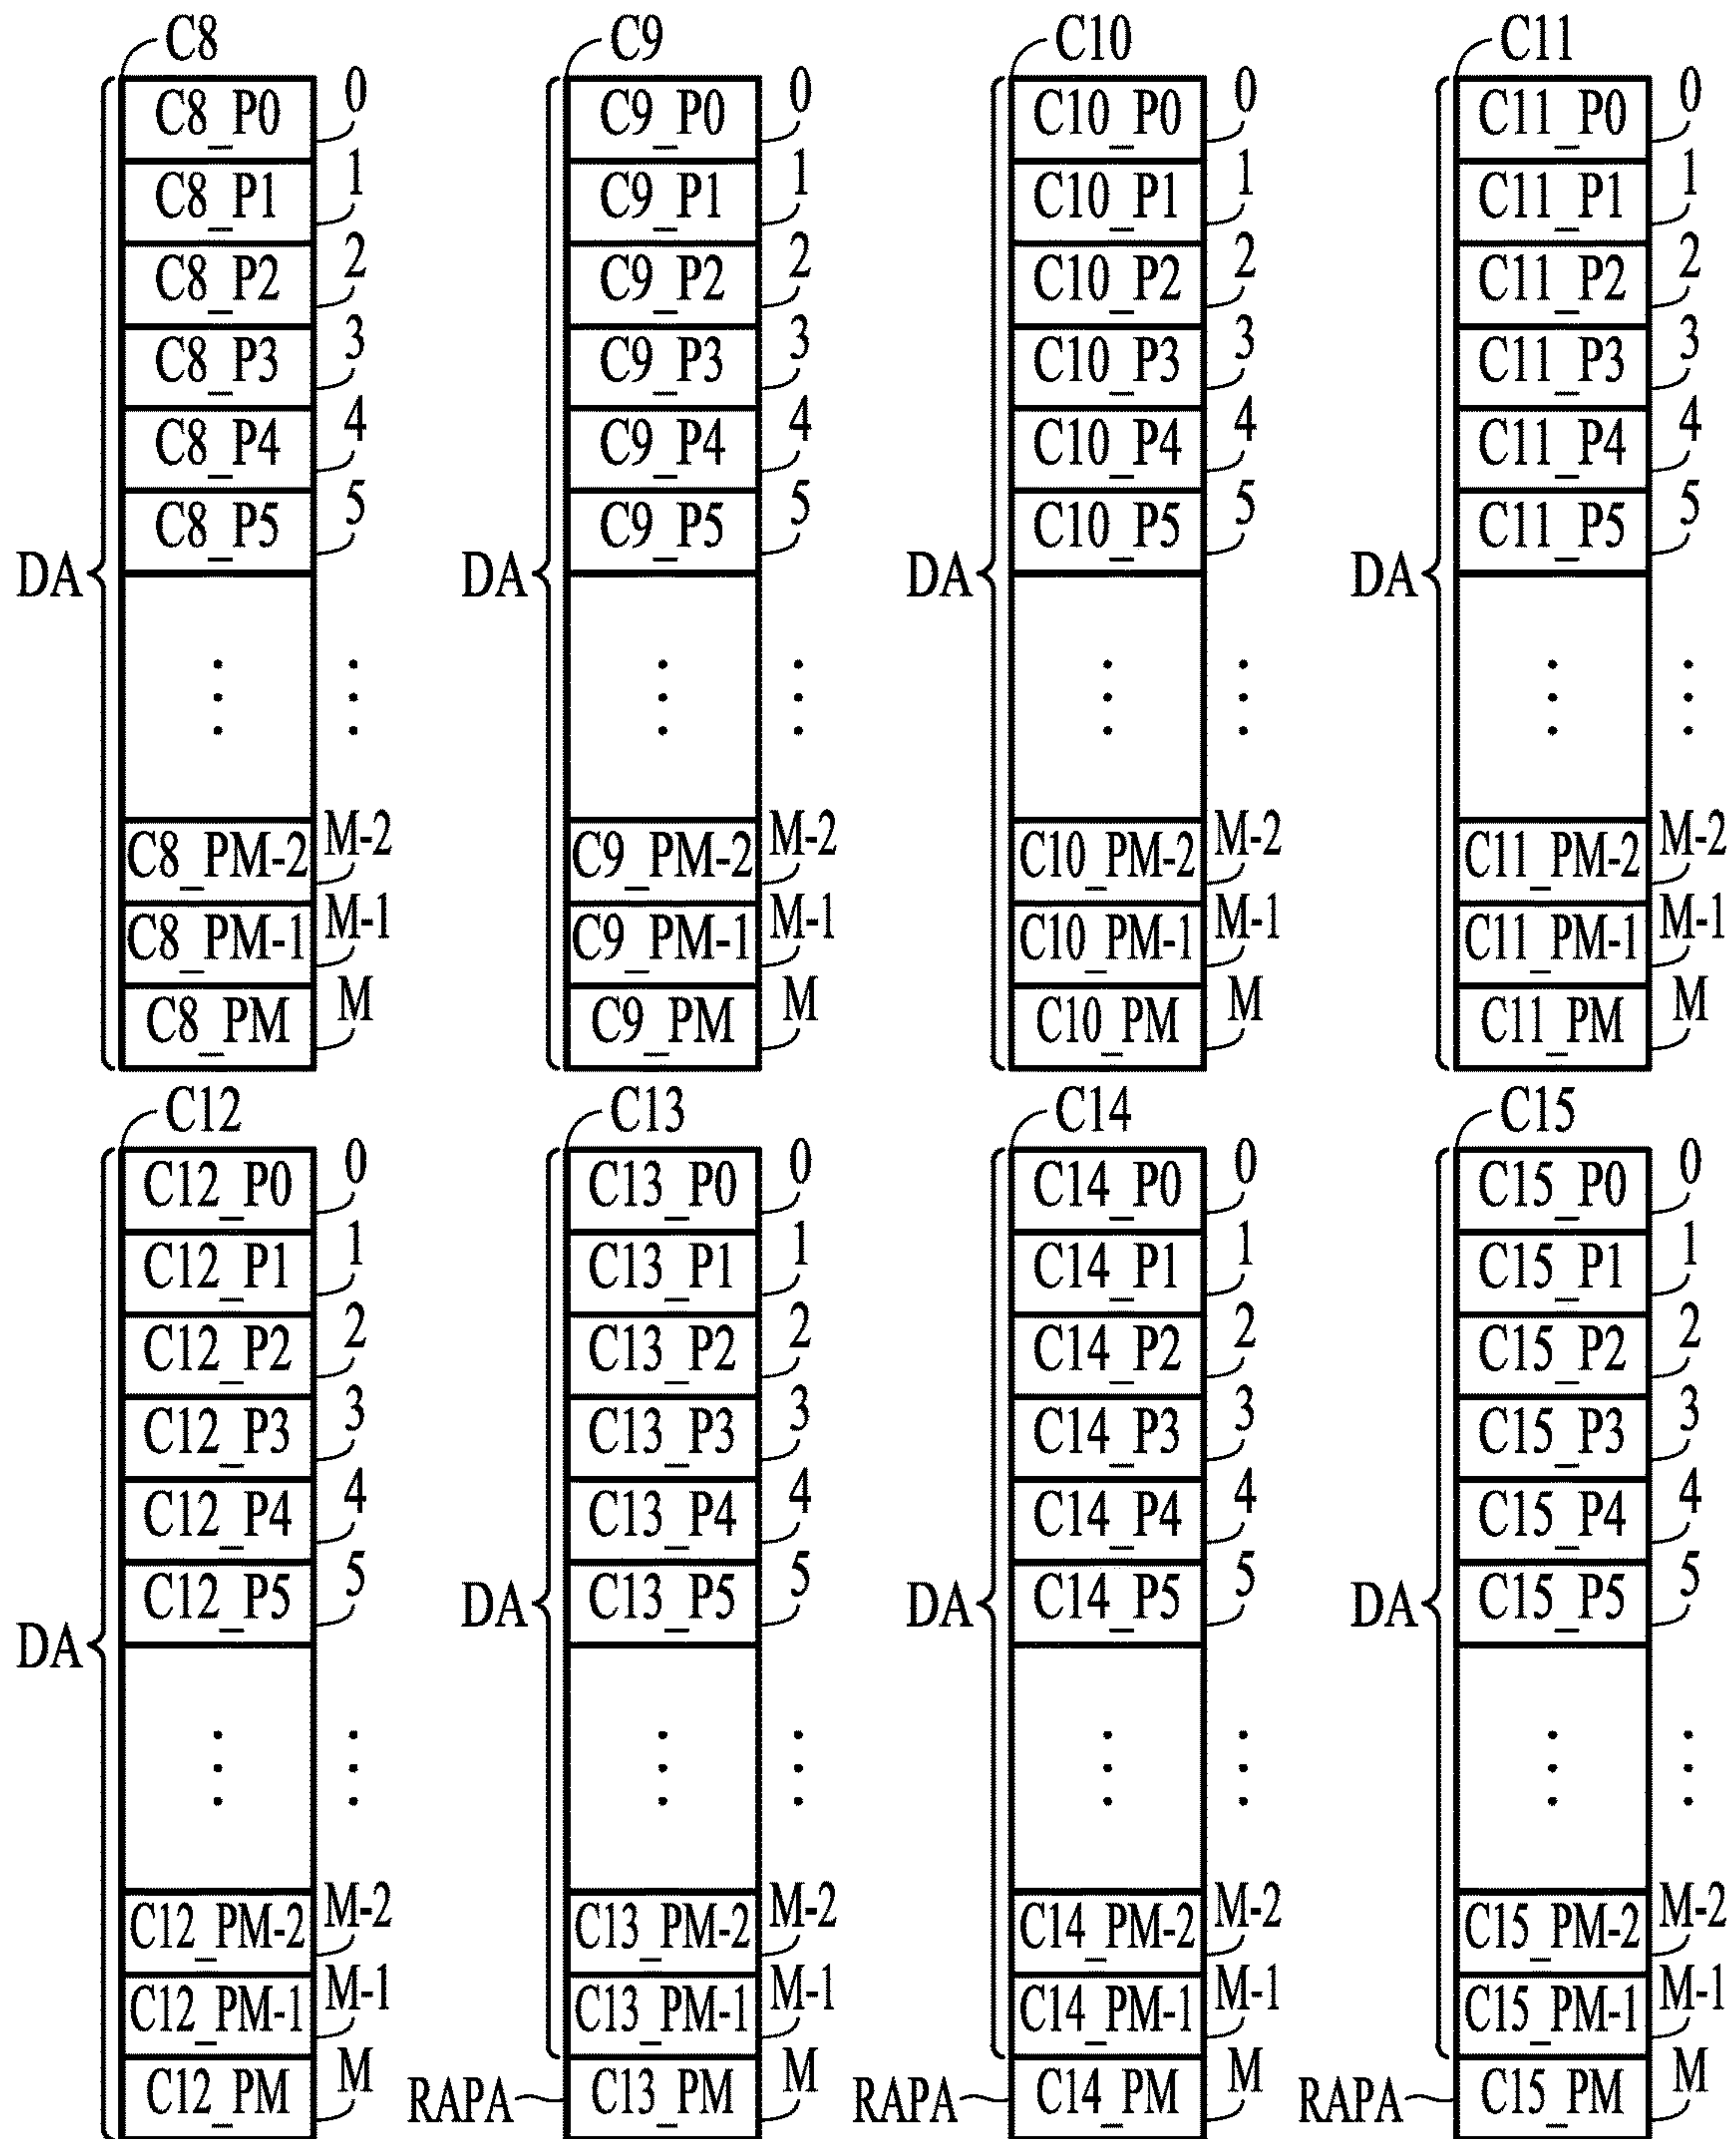 C8 C9 C10 C11
C8_P0 0 C9_P0 0 C10_P0 0 C11_P0 0
C8_P1 1 C9_P1 1 C10_P1 1 C11_P1 1
C8_P2 2 C9_P2 2 C10_P2 2 C11_P2 2
C8_P3 3 C9_P3 3 C10_P3 3 C11_P3 3
C8_P4 4 C9_P4 4 C10_P4 4 C11_P4 4
C8_P5 5 C9_P5 5 C10_P5 5 C11_P5 5
DA DA DA DA
C8_PM-2 M-2 C9_PM-2 M-2 C10_PM-2 M-2 C11_PM-2 M-2
C8_PM-1 M-1 C9_PM-1 M-1 C10_PM-1 M-1 C11_PM-1 M-1
C8_PM M C9_PM M C10_PM M C11_PM M
C12 C13 C14 C15
C12_P0 0 C13_P0 0 C14_P0 0 C15_P0 0
C12_P1 1 C13_P1 1 C14_P1 1 C15_P1 1
C12_P2 2 C13_P2 2 C14_P2 2 C15_P2 2
C12_P3 3 C13_P3 3 C14_P3 3 C15_P3 3
C12_P4 4 C13_P4 4 C14_P4 4 C15_P4 4
C12_P5 5 DA C13_P5 5 DA C14_P5 5 DA C15_P5 5
DA
C12_PM-2 M-2 C13_PM-2 M-2 C14_PM-2 M-2 C15_PM-2 M-2
C12_PM-1 M-1 C13_PM-1 M-1 C14_PM-1 M-1 C15_PM-1 M-1
C12_PM M RAPA C13_PM M RAPA C14_PM M RAPA C15_PM M